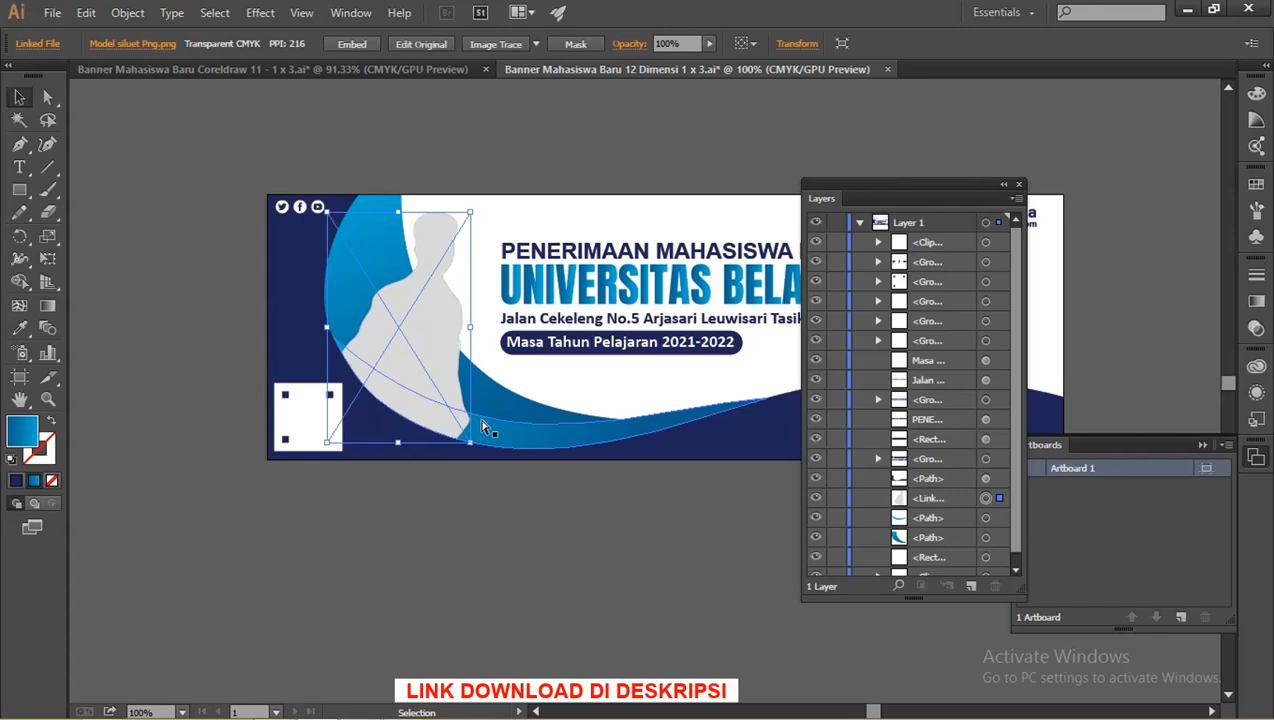 Ai File Edit Object Type Select Effect View Window Help Br St Essentials
Linked File Model siluet Png.png Transparent CMYK PPI: 216 Embed Edit Original Image Trace Mask Opacity: 100% Transform
Banner Mahasiswa Baru Coreldraw 11 - 1 x 3.ai* @ 91.33% (CMYK/GPU Preview) Banner Mahasiswa Baru 12 Dimensi 1 x 3.ai* @ 100% (CMYK/GPU Preview)
PENERIMAAN MAHASISWA
UNIVERSITAS BELA
Jalan Cekeleng No.5 Arjasari Leuwisari Tasik
Masa Tahun Pelajaran 2021-2022
Layers
Layer 1
<Clip...
<Gro...
<Gro...
<Gro...
<Gro...
<Gro...
Masa ...
Jalan ...
<Gro...
PENE...
<Rect...
<Gro...
<Path>
<Link...
<Path>
<Path>
<Rect...
1 Layer
Artboard 1
1 Artboard
Activate Windows
Go to PC settings to activate Windows.
LINK DOWNLOAD DI DESKRIPSI
100% 1 Selection